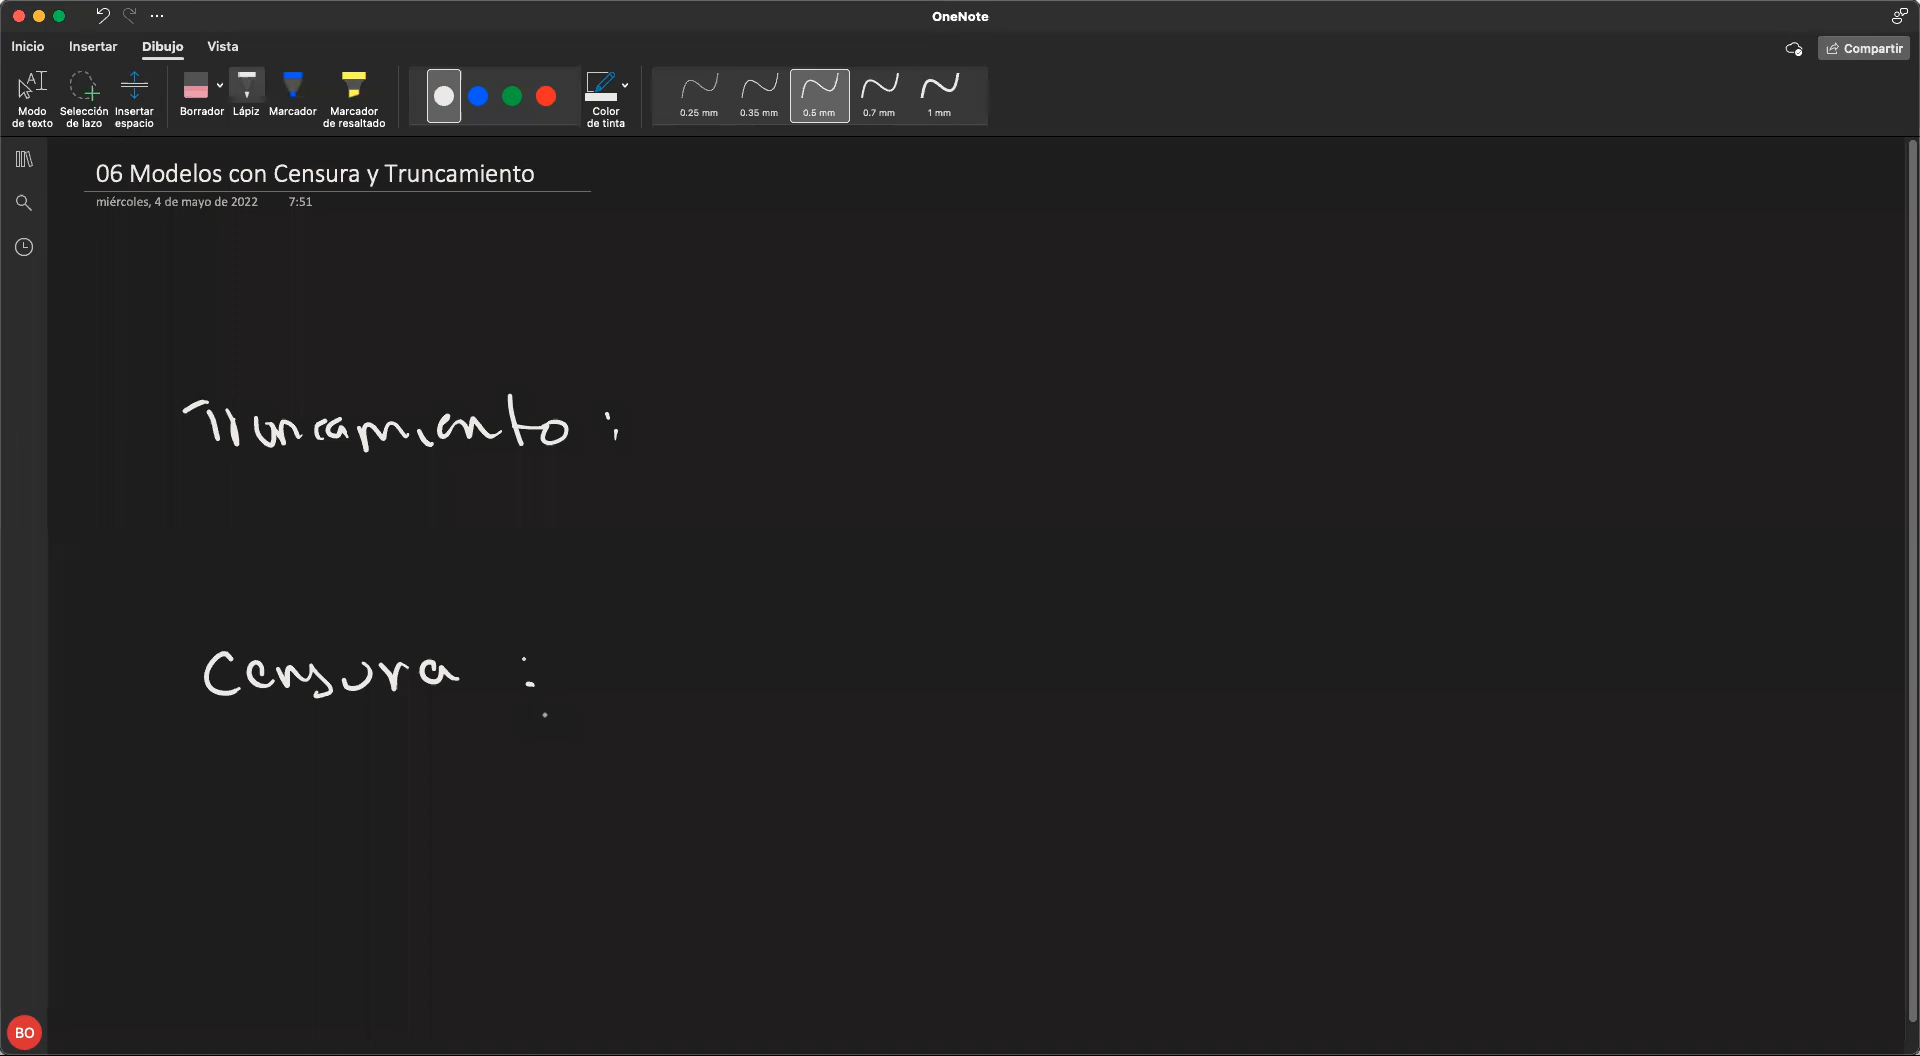 OneNote
Inicio Insertar Dibujo Vista
Compartir
Modo de texto
Selección de lazo
Insertar espacio
Borrador
Lápiz
Marcador
Marcador de resaltado
Color de tinta
0.25 mm
0.35 mm
0.5 mm
0.7 mm
1 mm
06 Modelos con Censura y Truncamiento
miércoles, 4 de mayo de 2022 7:51
Truncamiento :
Censura :
BO